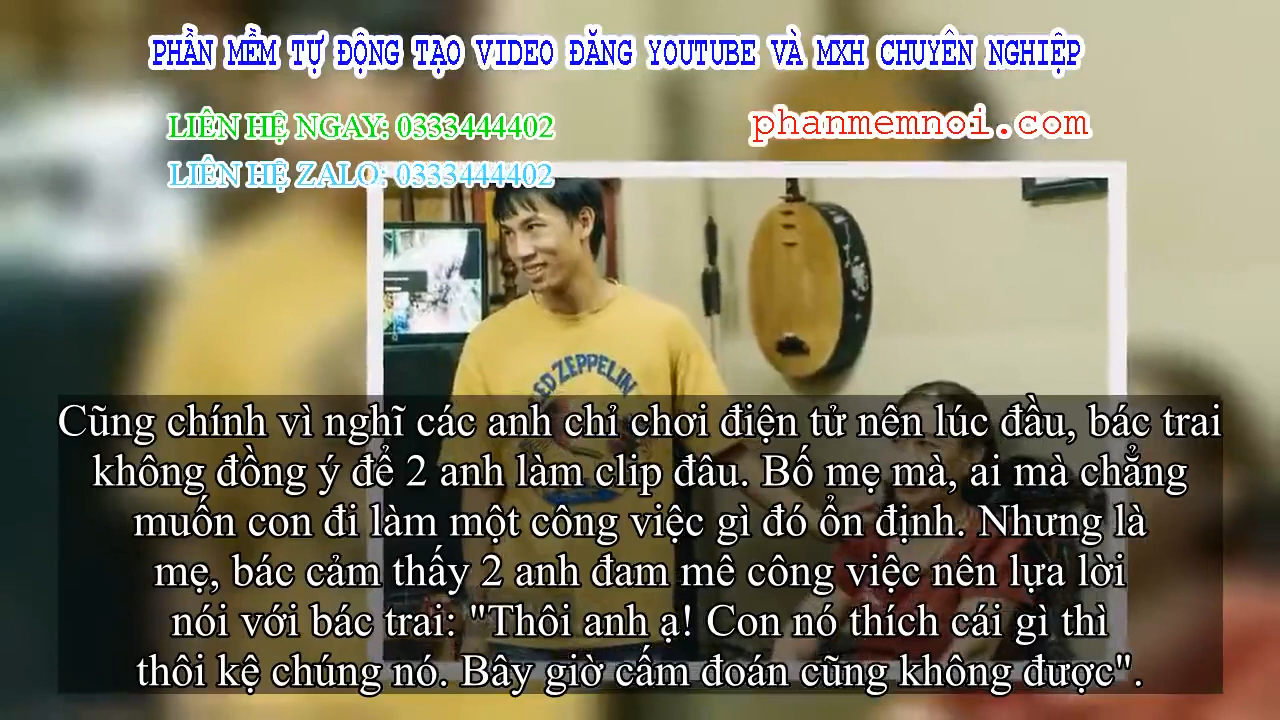 PHẦN MỀM TỰ ĐỘNG TẠO VIDEO ĐĂNG YOUTUBE VÀ MXH CHUYÊN NGHIỆP
LIÊN HỆ NGAY: 0333444402
phanmemnoi.com
LIÊN HỆ ZALO: 0333444402
LED ZEPPELIN
Cũng chính vì nghĩ các anh chỉ chơi điện tử nên lúc đầu, bác trai
không đồng ý để 2 anh làm clip đâu. Bố mẹ mà, ai mà chẳng
muốn con đi làm một công việc gì đó ổn định. Nhưng là
mẹ, bác cảm thấy 2 anh đam mê công việc nên lựa lời
nói với bác trai: "Thôi anh ạ! Con nó thích cái gì thì
thôi kệ chúng nó. Bây giờ cấm đoán cũng không được".